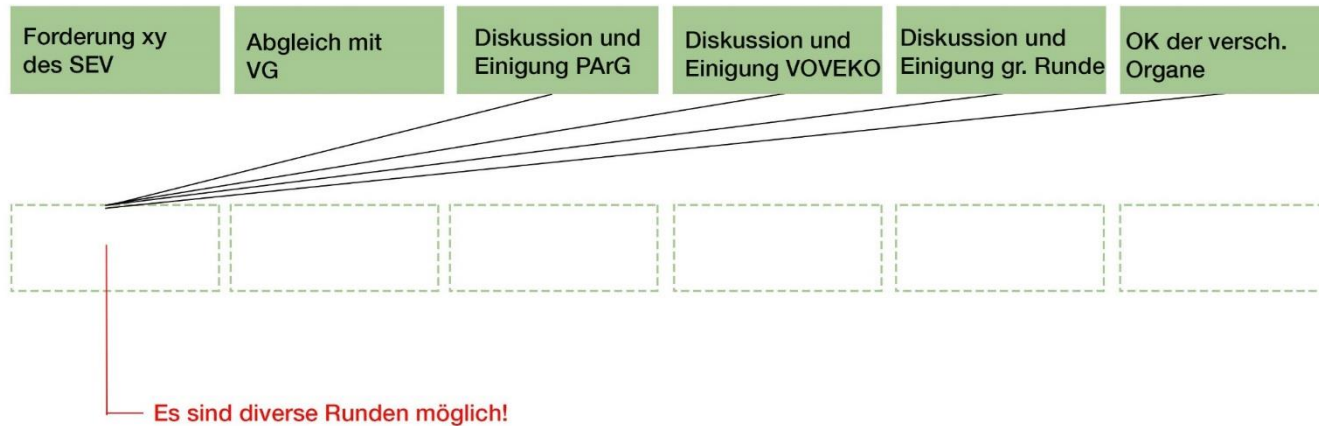 Forderung xy
des SEV
Abgleich mit
VG
Diskussion und
Einigung PArG
Diskussion und
Einigung VOVEKO
Diskussion und
Einigung gr. Runde
OK der versch.
Organe
Es sind diverse Runden möglich!